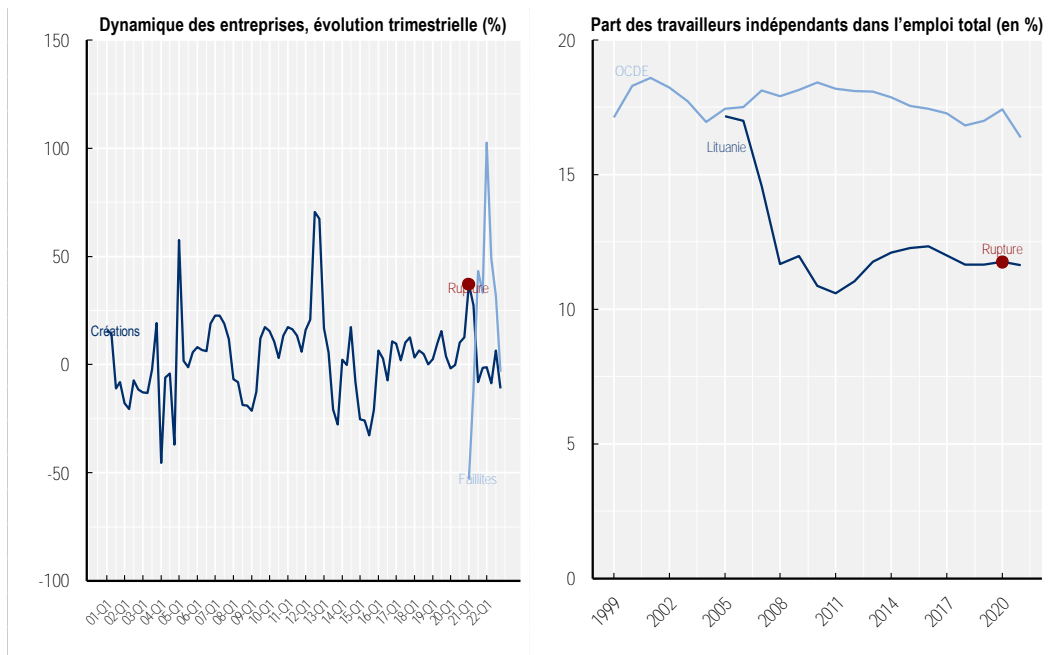 Dynamique des entreprises, évolution trimestrielle (%)
150
100
50
0
-50
-100
Créations
Rupture
Faillites
01-Q1
02-Q1
03-Q1
04-Q1
05-Q1
06-Q1
07-Q1
08-Q1
09-Q1
10-Q1
11-Q1
12-Q1
13-Q1
14-Q1
15-Q1
16-Q1
17-Q1
18-Q1
19-Q1
20-Q1
21-Q1
22-Q1
Part des travailleurs indépendants dans l’emploi total (en %)
20
15
10
5
0
OCDE
Lituanie
Rupture
1999
2002
2005
2008
2011
2014
2017
2020